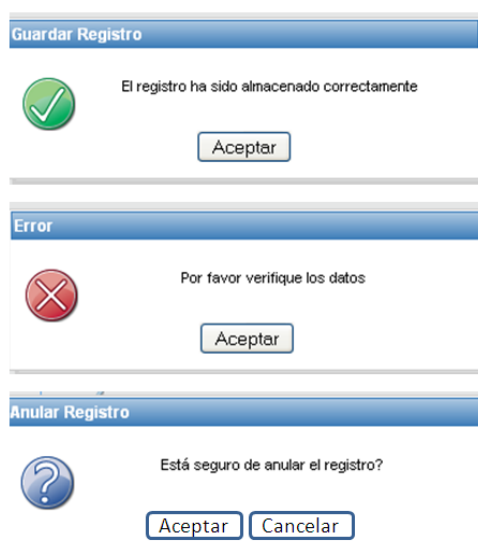 Guardar Registro
El registro ha sido almacenado correctamente
Aceptar
Error
Por favor verifique los datos
Aceptar
Anular Registro
Está seguro de anular el registro?
Aceptar Cancelar